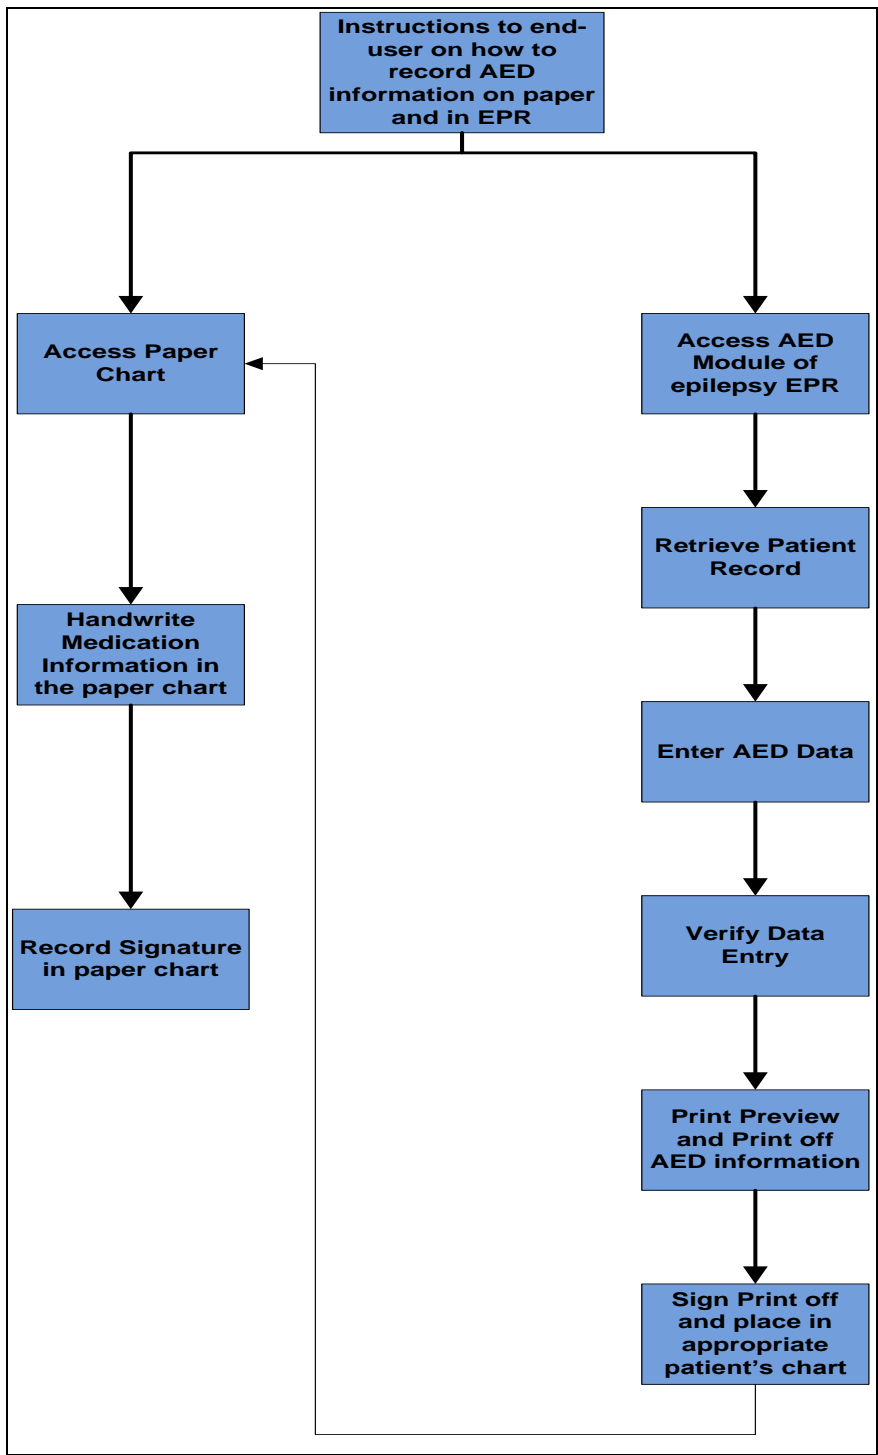 Instructions to end-
user on how to
record AED
information on paper
and in EPR
Access Paper
Chart
Access AED
Module of
epilepsy EPR
Retrieve Patient
Record
Handwrite
Medication
Information in
the paper chart
Enter AED Data
Verify Data
Entry
Record Signature
in paper chart
Print Preview
and Print off
AED information
Sign Print off
and place in
appropriate
patient’s chart